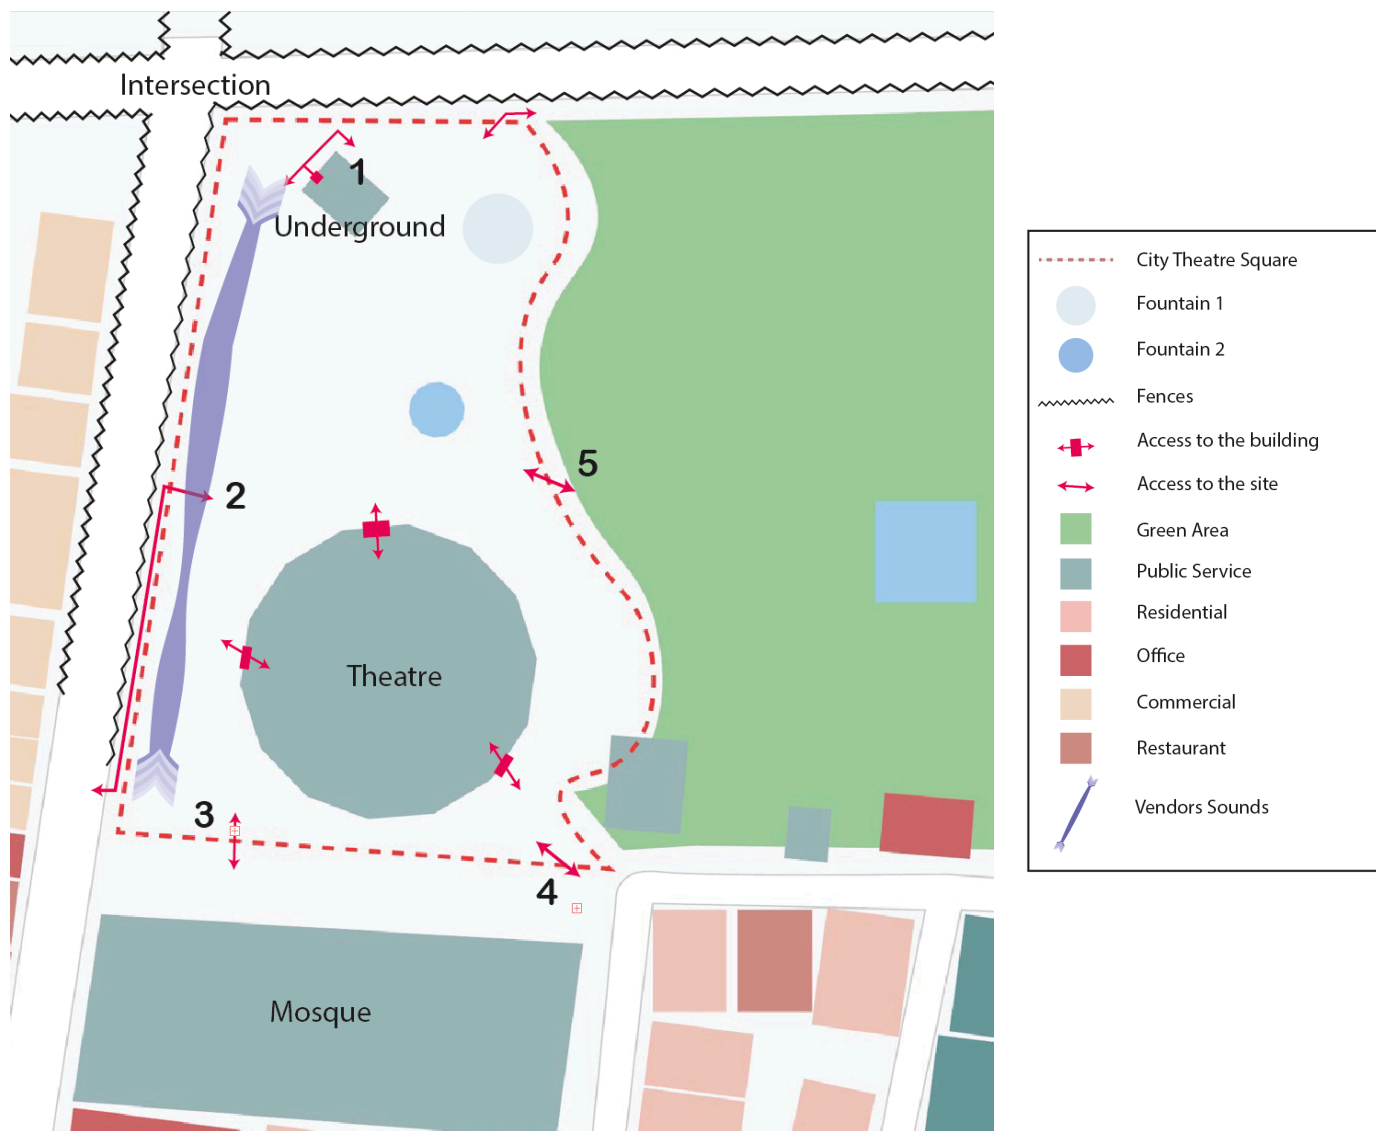 Intersection
1
Underground
5
2
Theatre
3
4
Mosque
City Theatre Square
Fountain 1
Fountain 2
Fences
Access to the building
Access to the site
Green Area
Public Service
Residential
Office
Commercial
Restaurant
Vendors Sounds